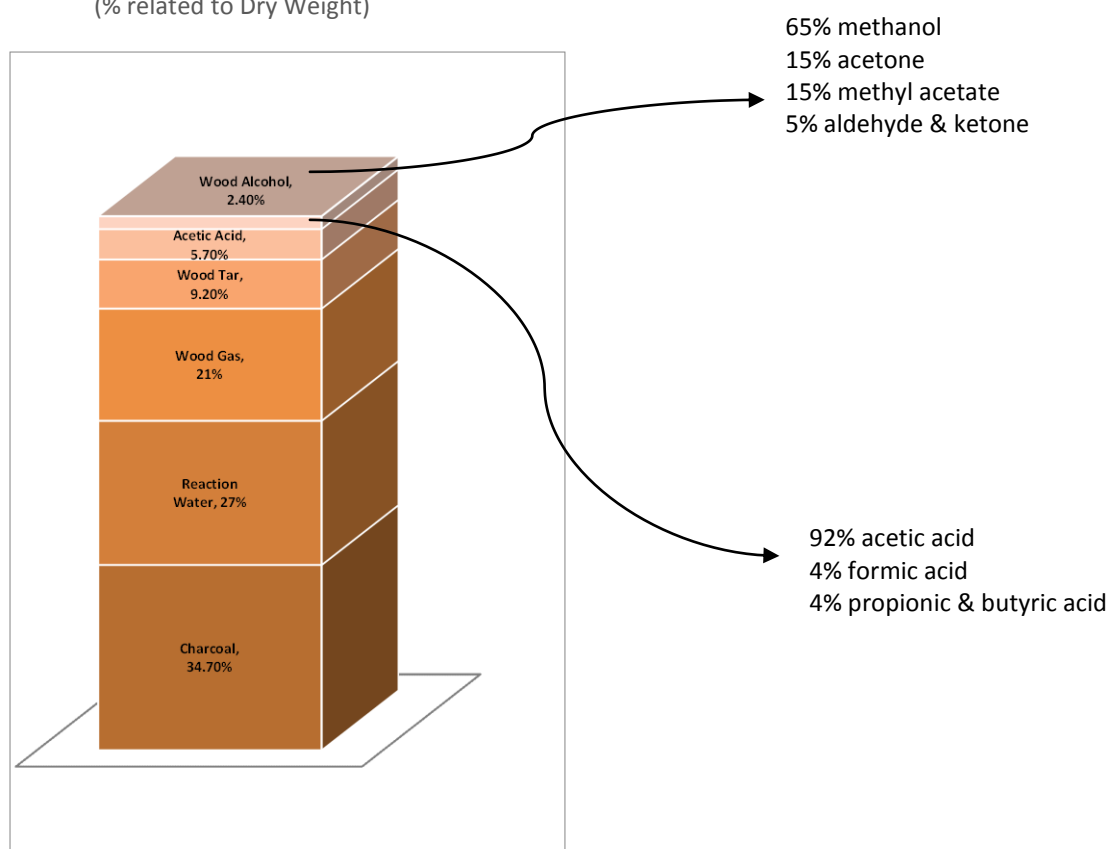 (% related to Dry Weight)
65% methanol
15% acetone
15% methyl acetate
5% aldehyde & ketone
Wood Alcohol,
2.40%
Acetic Acid,
5.70%
Wood Tar,
9.20%
Wood Gas,
21%
Reaction
Water, 27%
Charcoal,
34.70%
92% acetic acid
4% formic acid
4% propionic & butyric acid